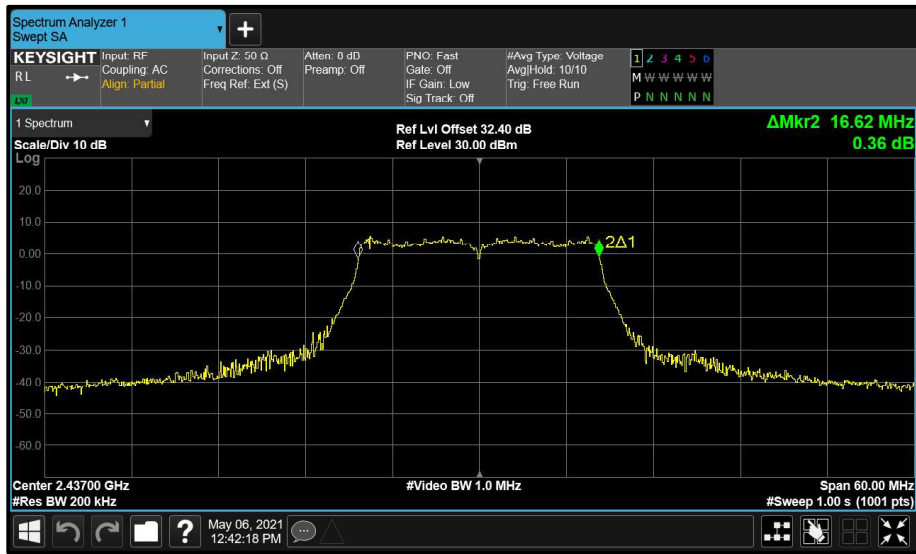 Spectrum Analyzer 1
Swept SA
+
KEYSIGHT
RL
LXI
Input: RF
Coupling: AC
Align: Partial
Input Z: 50 Ω
Corrections: Off
Freq Ref: Ext (S)
Atten: 0 dB
Preamp: Off
PNO: Fast
Gate: Off
IF Gain: Low
Sig Track: Off
#Avg Type: Voltage
Avg|Hold: 10/10
Trig: Free Run
1 2 3 4 5 6
M W W W W W
P N N N N N
1 Spectrum
Scale/Div 10 dB
Log
Ref Lvl Offset 32.40 dB
Ref Level 30.00 dBm
ΔMkr2 16.62 MHz
0.36 dB
20.0
10.0
0.00
-10.0
-20.0
-30.0
-40.0
-50.0
-60.0
1
2Δ1
Center 2.43700 GHz
#Res BW 200 kHz
#Video BW 1.0 MHz
Span 60.00 MHz
#Sweep 1.00 s (1001 pts)
?
May 06, 2021
12:42:18 PM